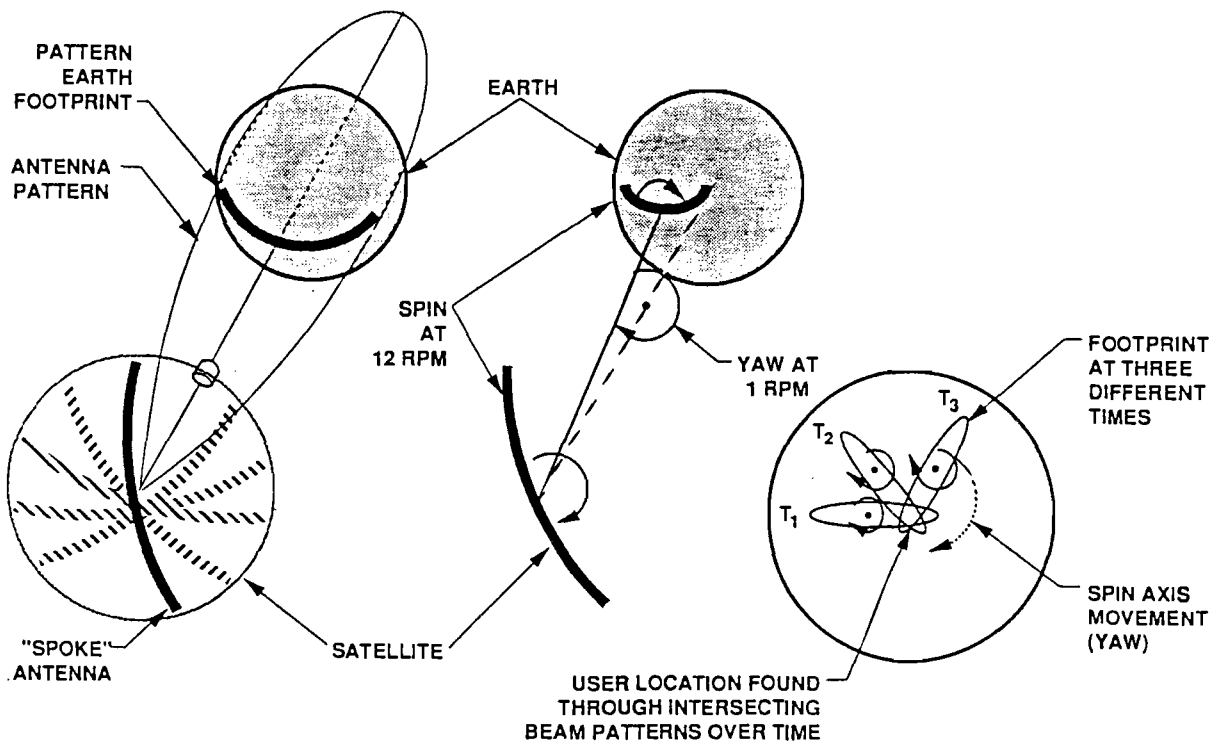 PATTERN
EARTH
FOOTPRINT
ANTENNA
PATTERN
EARTH
SPIN
AT
12 RPM
YAW AT
1 RPM
FOOTPRINT
AT THREE
DIFFERENT
TIMES
T3
T2
T1
SPIN AXIS
MOVEMENT
(YAW)
"SPOKE"
ANTENNA
SATELLITE
USER LOCATION FOUND
THROUGH INTERSECTING
BEAM PATTERNS OVER TIME